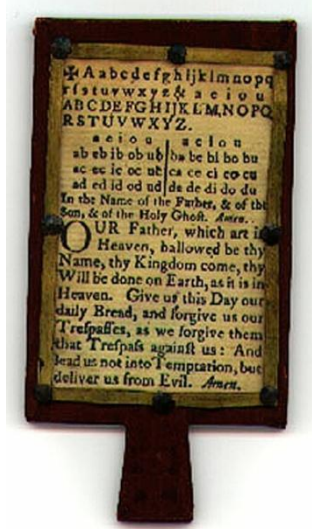 ✠Aabcdefghijklmnopq
rſstuvwxyz& a e i o u
ABCDEFGHIJKLMNOPQ
RSTUVWXYZ.
a e i o u a e i o u
ab eb ib ob ub ba be bi bo bu
ac ec ic oc uc ca ce ci co cu
ad ed id od ud da de di do du
In the Name of the Father, & of the
Son, & of the Holy Ghoſt. Amen.
OUR Father, which art in
Heaven, hallowed be thy
Name, thy Kingdom come, thy
Will be done on Earth, as it is in
Heaven. Give us this Day our
daily Bread, and forgive us our
Treſpaſſes, as we forgive them
that Treſpaſs againſt us: And
lead us not into Temptation, but
deliver us from Evil. Amen.